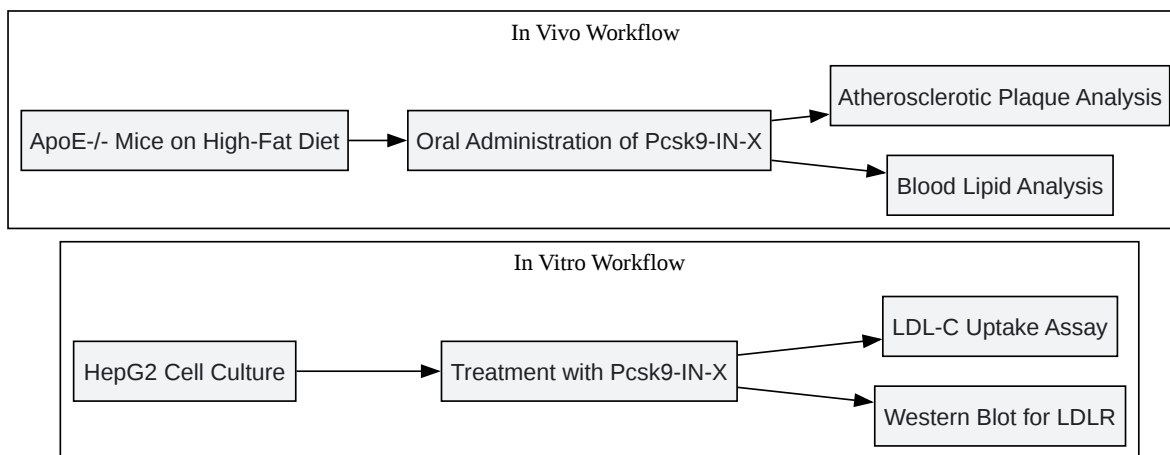 In Vivo Workflow
ApoE-/- Mice on High-Fat Diet
Oral Administration of Pcsk9-IN-X
Atherosclerotic Plaque Analysis
Blood Lipid Analysis
In Vitro Workflow
HepG2 Cell Culture
Treatment with Pcsk9-IN-X
LDL-C Uptake Assay
Western Blot for LDLR